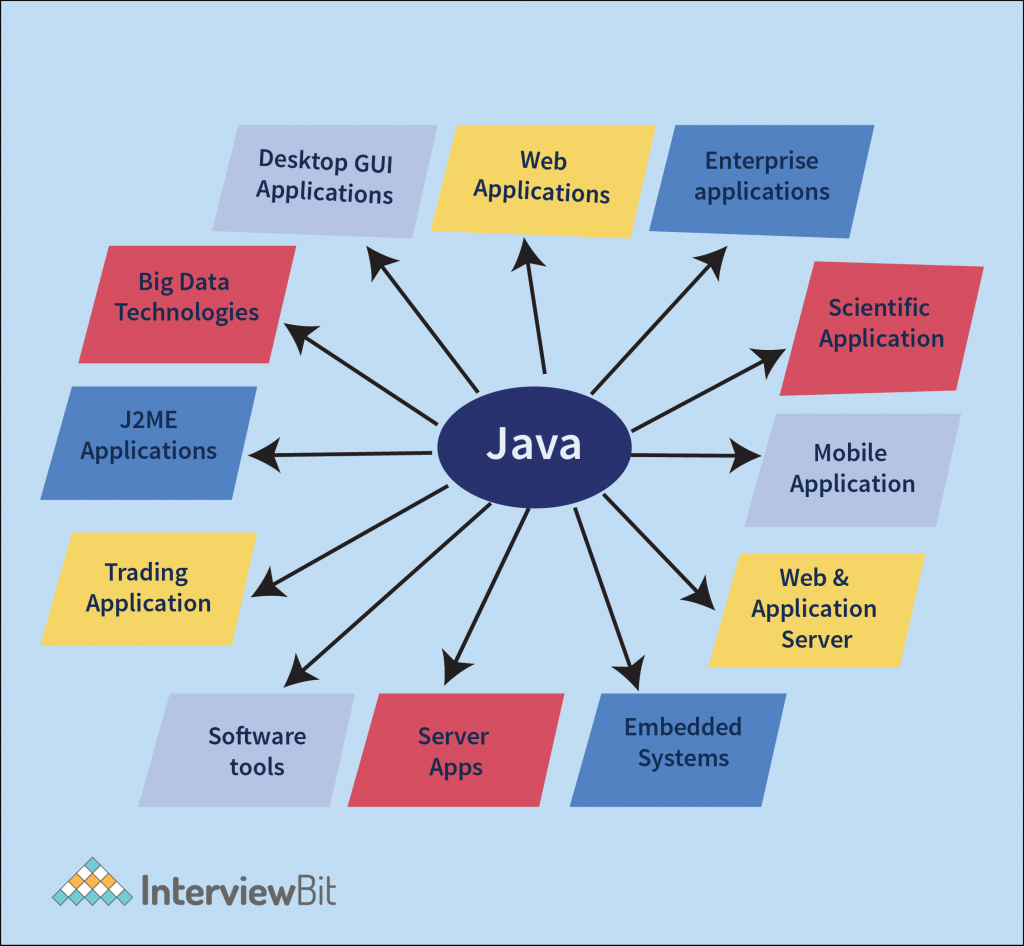 Desktop GUI
Applications
Web
Applications
Enterprise
applications
Big Data
Technologies
Scientific
Application
J2ME
Applications
Java
Mobile
Application
Trading
Application
Web &
Application
Server
Software
tools
Server
Apps
Embedded
Systems
InterviewBit